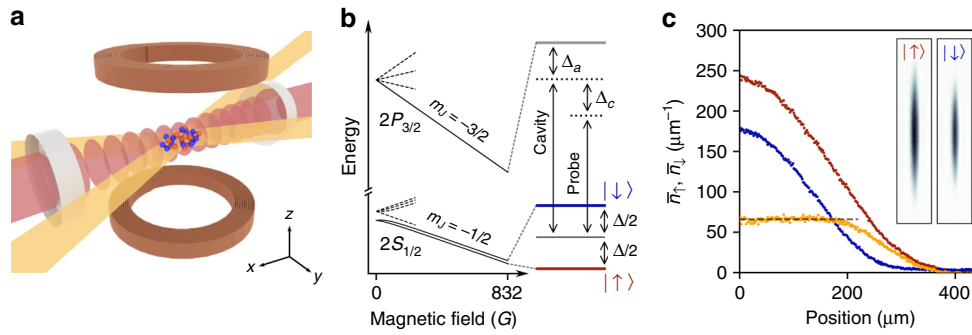 a
z
x
y
b
Energy
2P3/2
mJ = −3/2
Δa
Δc
Cavity
Probe
|↓⟩
Δ/2
mJ = −1/2
2S1/2
Δ/2
|↑⟩
0
832
Magnetic field (G)
c
300
250
200
150
100
50
0
n̅↑, n̅↓ (μm−1)
|↑⟩
|↓⟩
0
200
400
Position (μm)